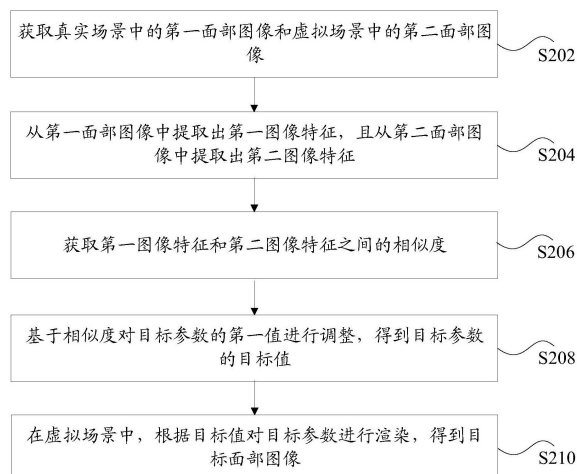 获取真实场景中的第一面部图像和虚拟场景中的第二面部图
像
S202
从第一面部图像中提取出第一图像特征，且从第二面部图
像中提取出第二图像特征
S204
获取第一图像特征和第二图像特征之间的相似度
S206
基于相似度对目标参数的第一值进行调整，得到目标参数
的目标值
S208
在虚拟场景中，根据目标值对目标参数进行渲染，得到目
标面部图像
S210